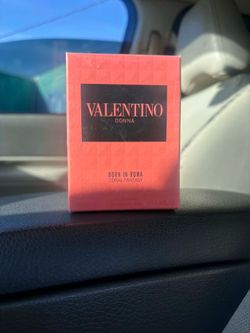 VALENTINO
DONNA
BORN IN ROMA
CORAL FANTASY